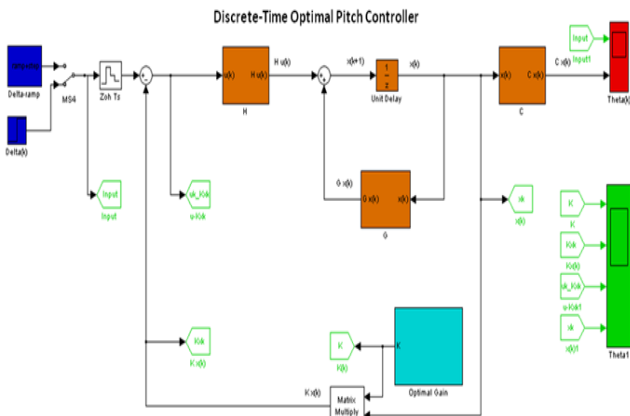 Discrete-Time Optimal Pitch Controller
Input
Input1
H u(k)
x(k+1)
x(k)
C x(k)
u(k)
H u(k)
1
z
x(k)
C x(k)
Delta-ramp
MS4
Zoh Ts
H
Unit Delay
C
Theta(k)
Delta(k)
G x(k)
G x(k)
x(k)
Input
Input
uk_Kxk
u-Kxk
xk
x(k)
K
K
G
Kxk
Kx(k)
uk_Kxk
u-Kxk1
Kxk
K x(k)
K
K(k)
K
xk
x(k)1
Theta1
Optimal Gain
K x(k)
Matrix
Multiply